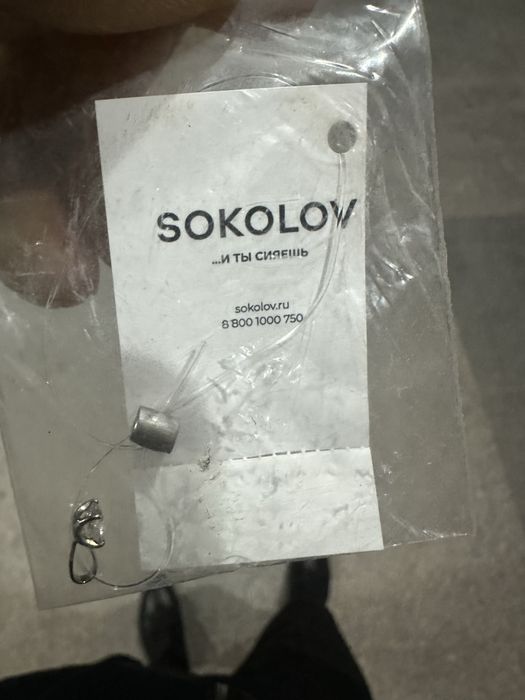 SOKOLOV
...И ТЫ СИЯЕШЬ
sokolov.ru
8 800 1000 750